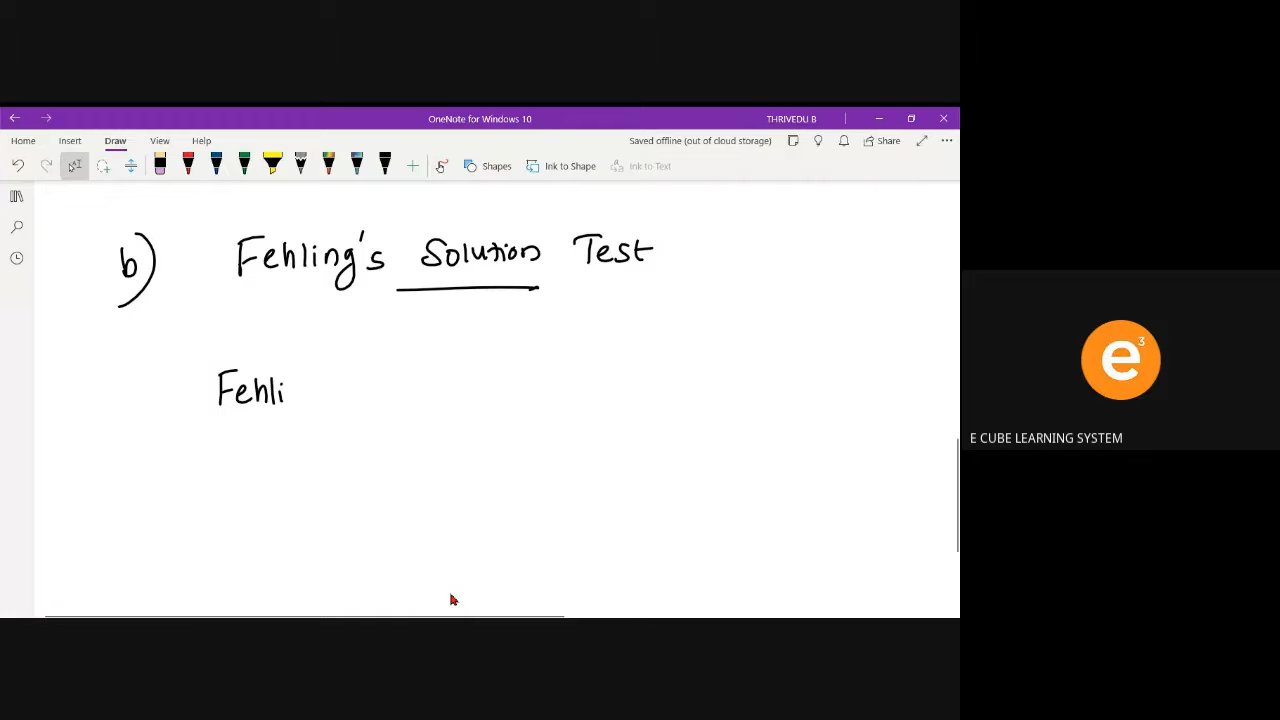 OneNote for Windows 10
THRIVEDU B
Home Insert Draw View Help
Saved offline (out of cloud storage)
Share
Shapes
Ink to Shape
Ink to Text
b) Fehling's Solution Test
Fehli
e3
E CUBE LEARNING SYSTEM